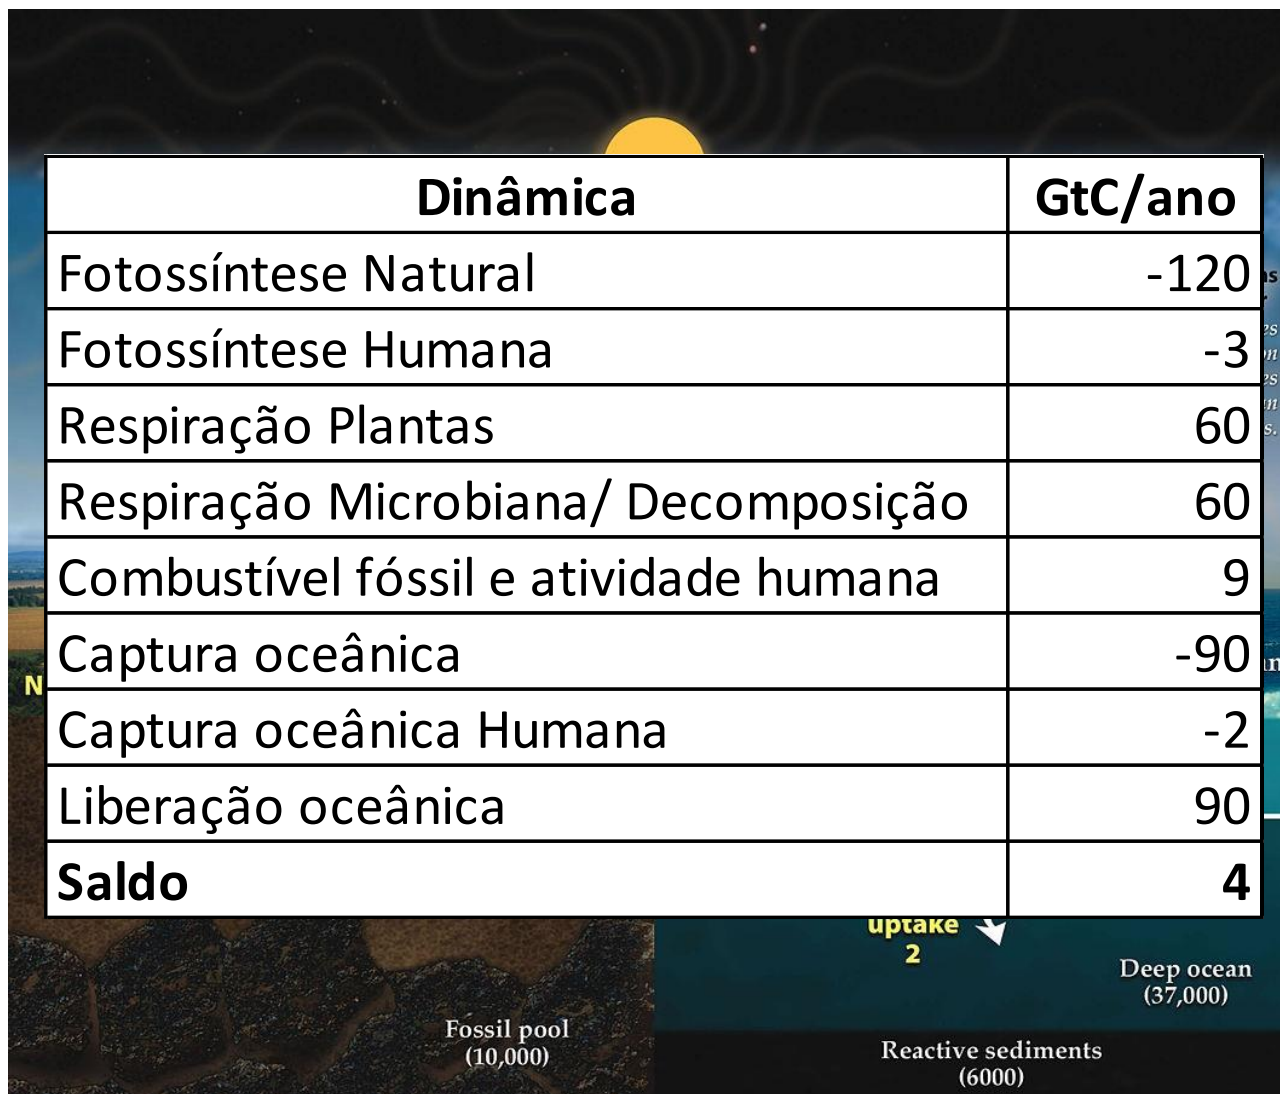 Dinâmica GtC/ano
Fotossíntese Natural -120
Fotossíntese Humana -3
Respiração Plantas 60
Respiração Microbiana/ Decomposição 60
Combustível fóssil e atividade humana 9
Captura oceânica -90
Captura oceânica Humana -2
Liberação oceânica 90
Saldo 4
uptake
2
Deep ocean
(37,000)
Fossil pool
(10,000)
Reactive sediments
(6000)